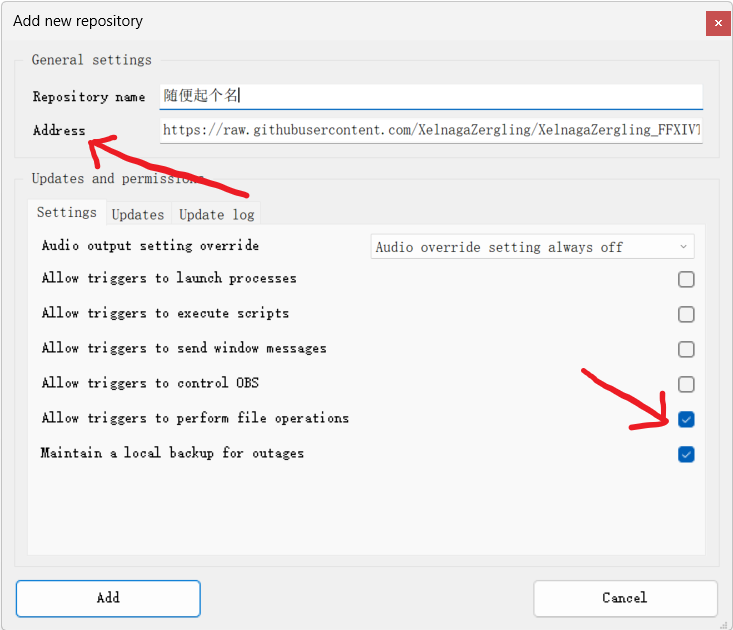 Add new repository
General settings
Repository name 随便起个名
Address https://raw.githubusercontent.com/XelnagaZergling/XelnagaZergling_FFXIVT
Updates and permissions
Settings Updates Update log
Audio output setting override Audio override setting always off
Allow triggers to launch processes
Allow triggers to execute scripts
Allow triggers to send window messages
Allow triggers to control OBS
Allow triggers to perform file operations
Maintain a local backup for outages
Add Cancel